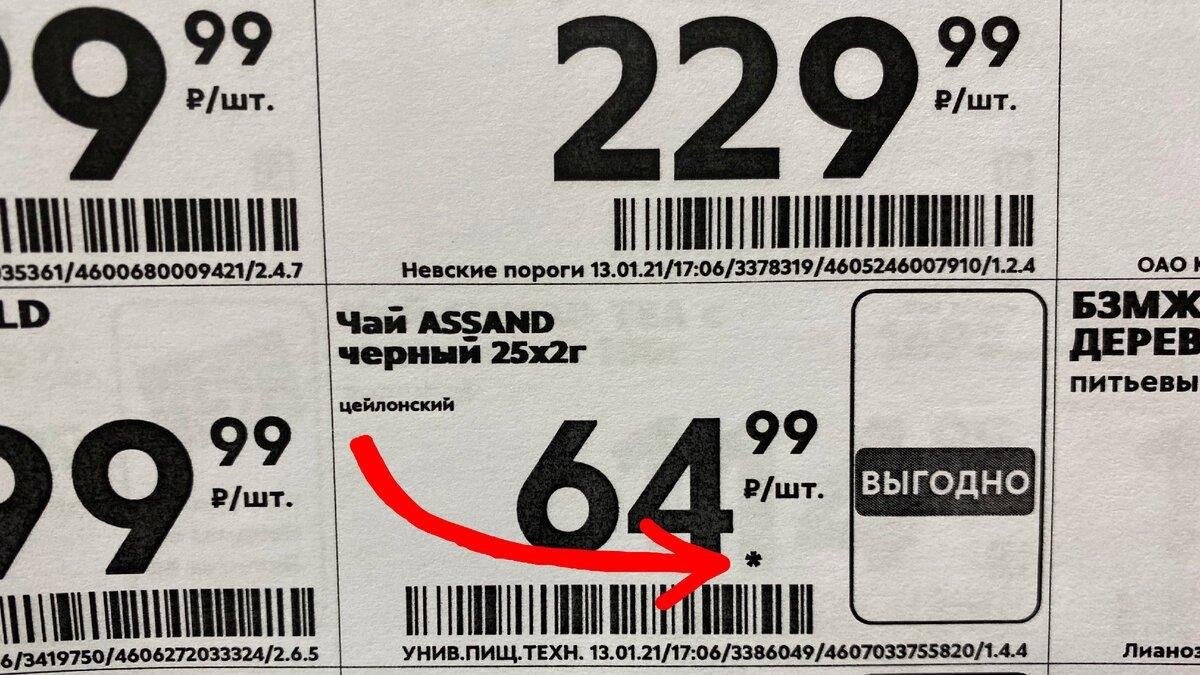 99
₽/шт.
229 99
₽/шт.
35361/4600680009421/2.4.7
Невские пороги 13.01.21/17:06/3378319/4605246007910/1.2.4
ОАО
LD
99
₽/шт.
6/3419750/4606272033324/2.6.5
Чай ASSAND
черный 25х2г
цейлонский
64 99
₽/шт.
*
ВЫГОДНО
УНИВ.ПИЩ.ТЕХН. 13.01.21/17:06/3386049/4607033755820/1.4.4
БЗМЖ
ДЕРЕВ
питьевы
Лианоз